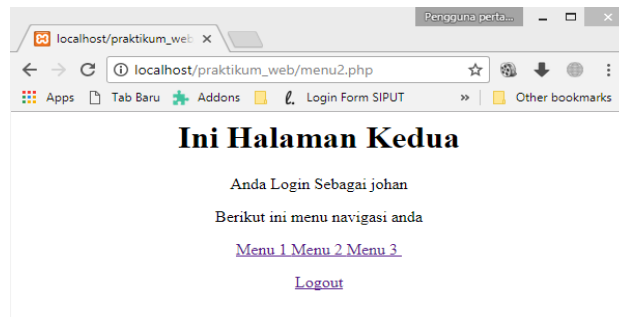 Pengguna perta...
localhost/praktikum_web
localhost/praktikum_web/menu2.php
Apps Tab Baru Addons Login Form SIPUT » Other bookmarks
Ini Halaman Kedua
Anda Login Sebagai johan
Berikut ini menu navigasi anda
Menu 1 Menu 2 Menu 3
Logout